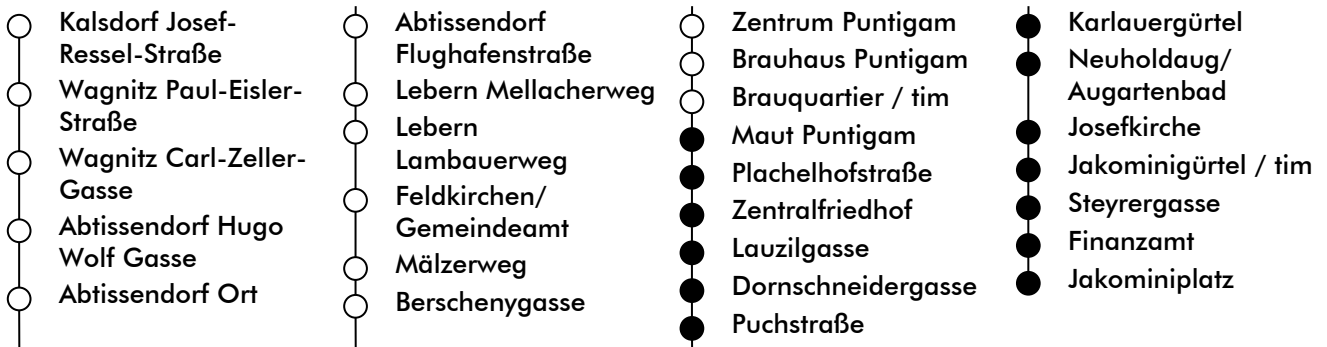 Kalsdorf Josef-
Ressel-Straße
Wagnitz Paul-Eisler-
Straße
Wagnitz Carl-Zeller-
Gasse
Abtissendorf Hugo
Wolf Gasse
Abtissendorf Ort
Abtissendorf
Flughafenstraße
Lebern Mellacherweg
Lebern
Lambauerweg
Feldkirchen/
Gemeindeamt
Mälzerweg
Berschenygasse
Zentrum Puntigam
Brauhaus Puntigam
Brauquartier / tim
Maut Puntigam
Plachelhofstraße
Zentralfriedhof
Lauzilgasse
Dornschneidergasse
Puchstraße
Karlauergürtel
Neuholdaug/
Augartenbad
Josefkirche
Jakominigürtel / tim
Steyrergasse
Finanzamt
Jakominiplatz